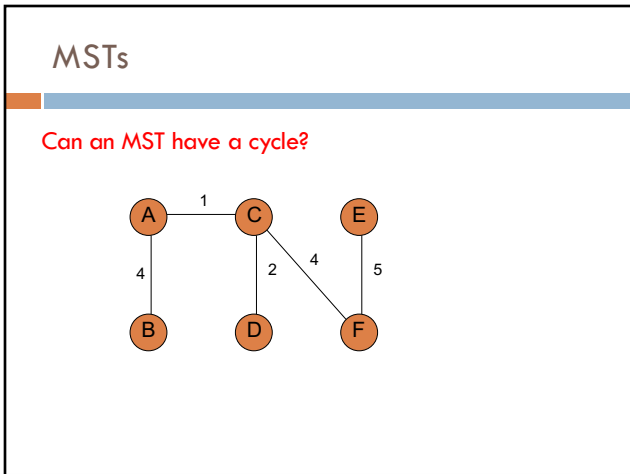 MSTs
Can an MST have a cycle?
1
A C E
4 2 4 5
B D F